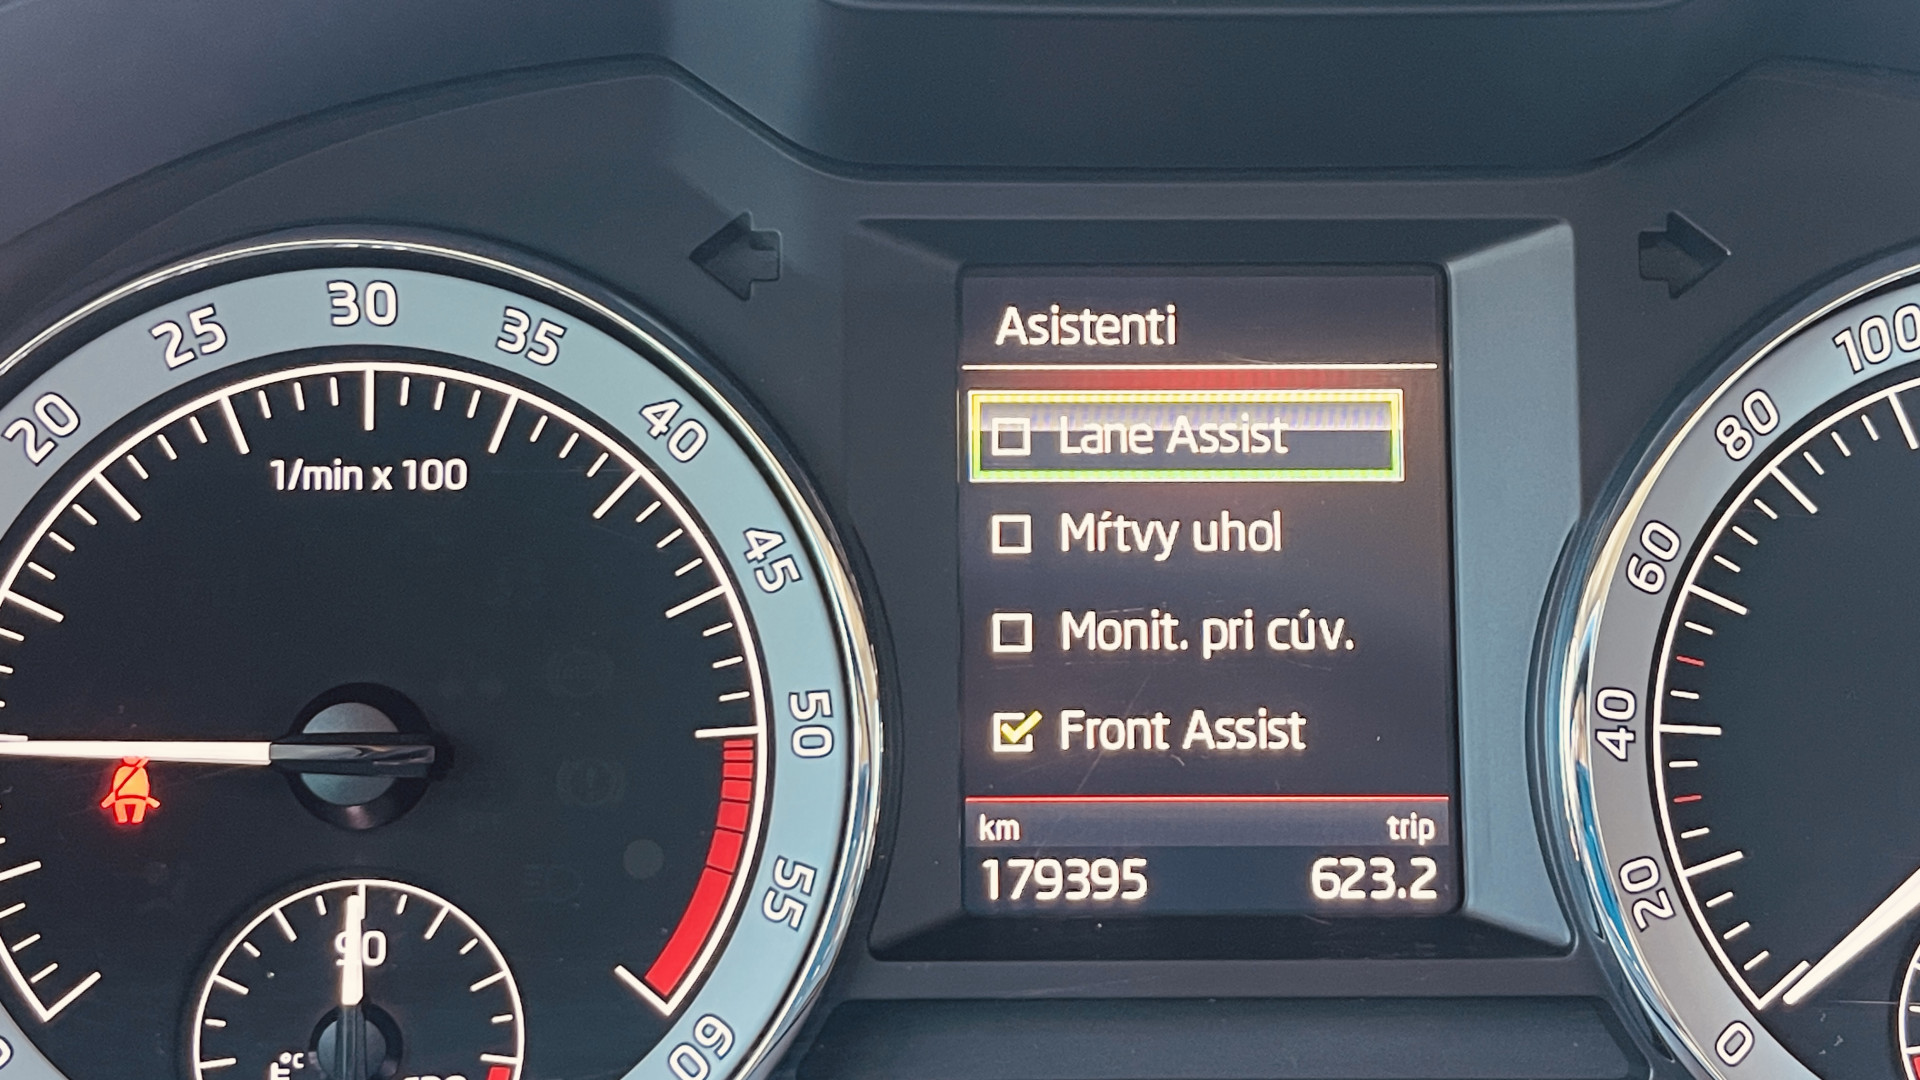 20
25
30
35
40
45
50
55
60
1/min x 100
90
°C
Asistenti
Lane Assist
Mŕtvy uhol
Monit. pri cúv.
Front Assist
km trip
179395 623.2
100
80
60
40
20
0